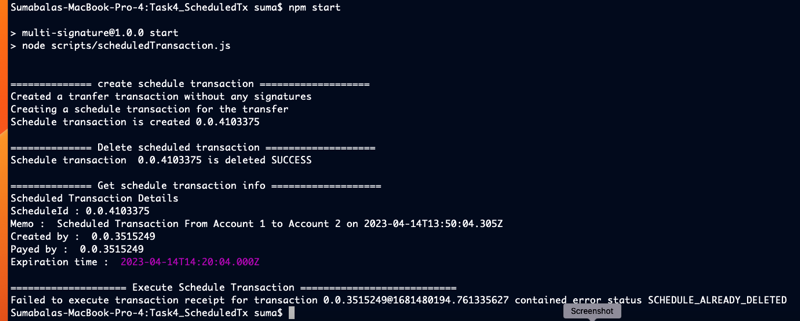 Sumabalas-MacBook-Pro-4:Task4_ScheduledTx suma$ npm start
> multi-signature@1.0.0 start
> node scripts/scheduledTransaction.js
============== create schedule transaction ===================
Created a tranfer transaction without any signatures
Creating a schedule transaction for the transfer
Schedule transaction is created 0.0.4103375
============== Delete scheduled transaction ===================
Schedule transaction  0.0.4103375 is deleted SUCCESS
============== Get schedule transaction info ===================
Scheduled Transaction Details
ScheduleId : 0.0.4103375
Memo :  Scheduled Transaction From Account 1 to Account 2 on 2023-04-14T13:50:04.305Z
Created by :  0.0.3515249
Payed by :  0.0.3515249
Expiration time :  2023-04-14T14:20:04.000Z
==================== Execute Schedule Transaction ===========================
Failed to execute transaction receipt for transaction 0.0.3515249@1681480194.761335627 contained error status SCHEDULE_ALREADY_DELETED
Sumabalas-MacBook-Pro-4:Task4_ScheduledTx suma$
Screenshot